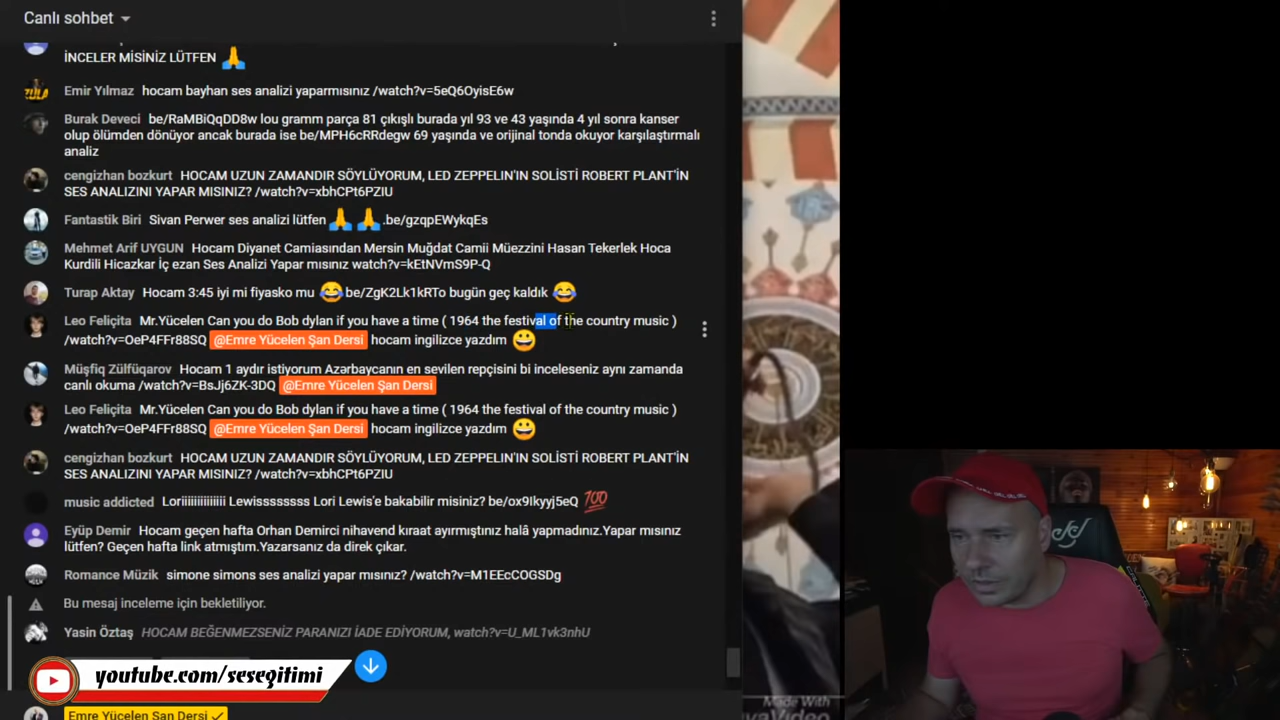 Canlı sohbet
İNCELER MİSİNİZ LÜTFEN 🙏
Emir Yılmaz hocam bayhan ses analizi yaparmısınız /watch?v=5eQ6OyisE6w
Burak Deveci be/RaMBiQqDD8w lou gramm parça 81 çıkışlı burada yıl 93 ve 43 yaşında 4 yıl sonra kanser
olup ölümden dönüyor ancak burada ise be/MPH6cRRdegw 69 yaşında ve orijinal tonda okuyor karşılaştırmalı
analiz
cengizhan bozkurt HOCAM UZUN ZAMANDIR SÖYLÜYORUM, LED ZEPPELIN'IN SOLİSTİ ROBERT PLANT'İN
SES ANALIZINI YAPAR MISINIZ? /watch?v=xbhCPt6PZIU
Fantastik Biri Sivan Perwer ses analizi lütfen 🙏 🙏 .be/gzqpEWykqEs
Mehmet Arif UYGUN Hocam Diyanet Camiasından Mersin Muğdat Camii Müezzini Hasan Tekerlek Hoca
Kurdili Hicazkar İç ezan Ses Analizi Yapar mısınız watch?v=kEtNVmS9P-Q
Turap Aktay Hocam 3:45 iyi mi fiyasko mu 😂 be/ZgK2Lk1kRTo bugün geç kaldık 😂
Leo Feliçita Mr.Yücelen Can you do Bob dylan if you have a time ( 1964 the festival of the country music )
/watch?v=OeP4FFr88SQ @Emre Yücelen Şan Dersi hocam ingilizce yazdım 😀
Müşfiq Zülfüqarov Hocam 1 aydır istiyorum Azərbaycanın en sevilen repçisini bi inceleseniz aynı zamanda
canlı okuma /watch?v=BsJj6ZK-3DQ @Emre Yücelen Şan Dersi
Leo Feliçita Mr.Yücelen Can you do Bob dylan if you have a time ( 1964 the festival of the country music )
/watch?v=OeP4FFr88SQ @Emre Yücelen Şan Dersi hocam ingilizce yazdım 😀
cengizhan bozkurt HOCAM UZUN ZAMANDIR SÖYLÜYORUM, LED ZEPPELIN'IN SOLİSTİ ROBERT PLANT'İN
SES ANALIZINI YAPAR MISINIZ? /watch?v=xbhCPt6PZIU
music addicted Loriiiiiiiiiiiiii Lewisssssssss Lori Lewis'e bakabilir misiniz? be/ox9Ikyyj5eQ 💯
Eyüp Demir Hocam geçen hafta Orhan Demirci nihavend kıraat ayırmıştınız halâ yapmadınız.Yapar mısınız
lütfen? Geçen hafta link atmıştım.Yazarsanız da direk çıkar.
Romance Müzik simone simons ses analizi yapar mısınız? /watch?v=M1EEcCOGSDg
Bu mesaj inceleme için bekletiliyor.
Yasin Öztaş HOCAM BEĞENMEZSENİZ PARANIZI İADE EDİYORUM, watch?v=U_ML1vk3nhU
youtube.com/sesegitimi
Emre Yücelen Şan Dersi
Made With